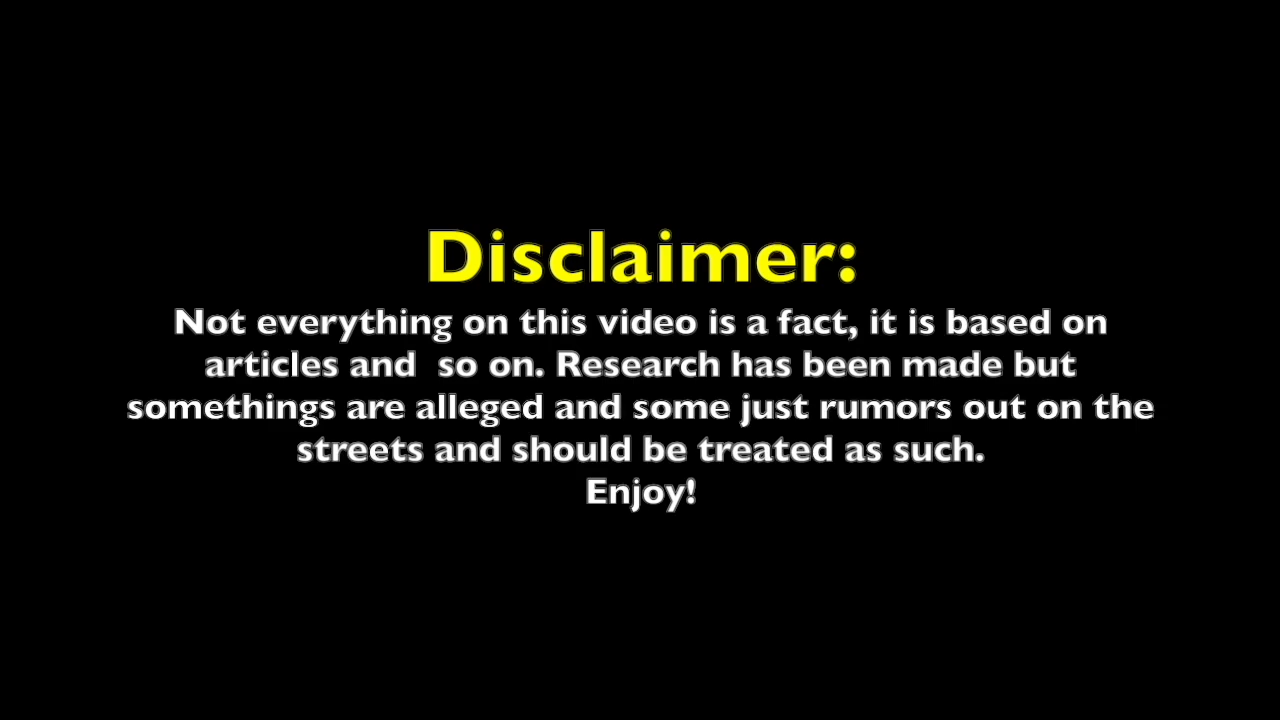 Disclaimer:
Not everything on this video is a fact, it is based on
articles and  so on. Research has been made but
somethings are alleged and some just rumors out on the
streets and should be treated as such.
Enjoy!